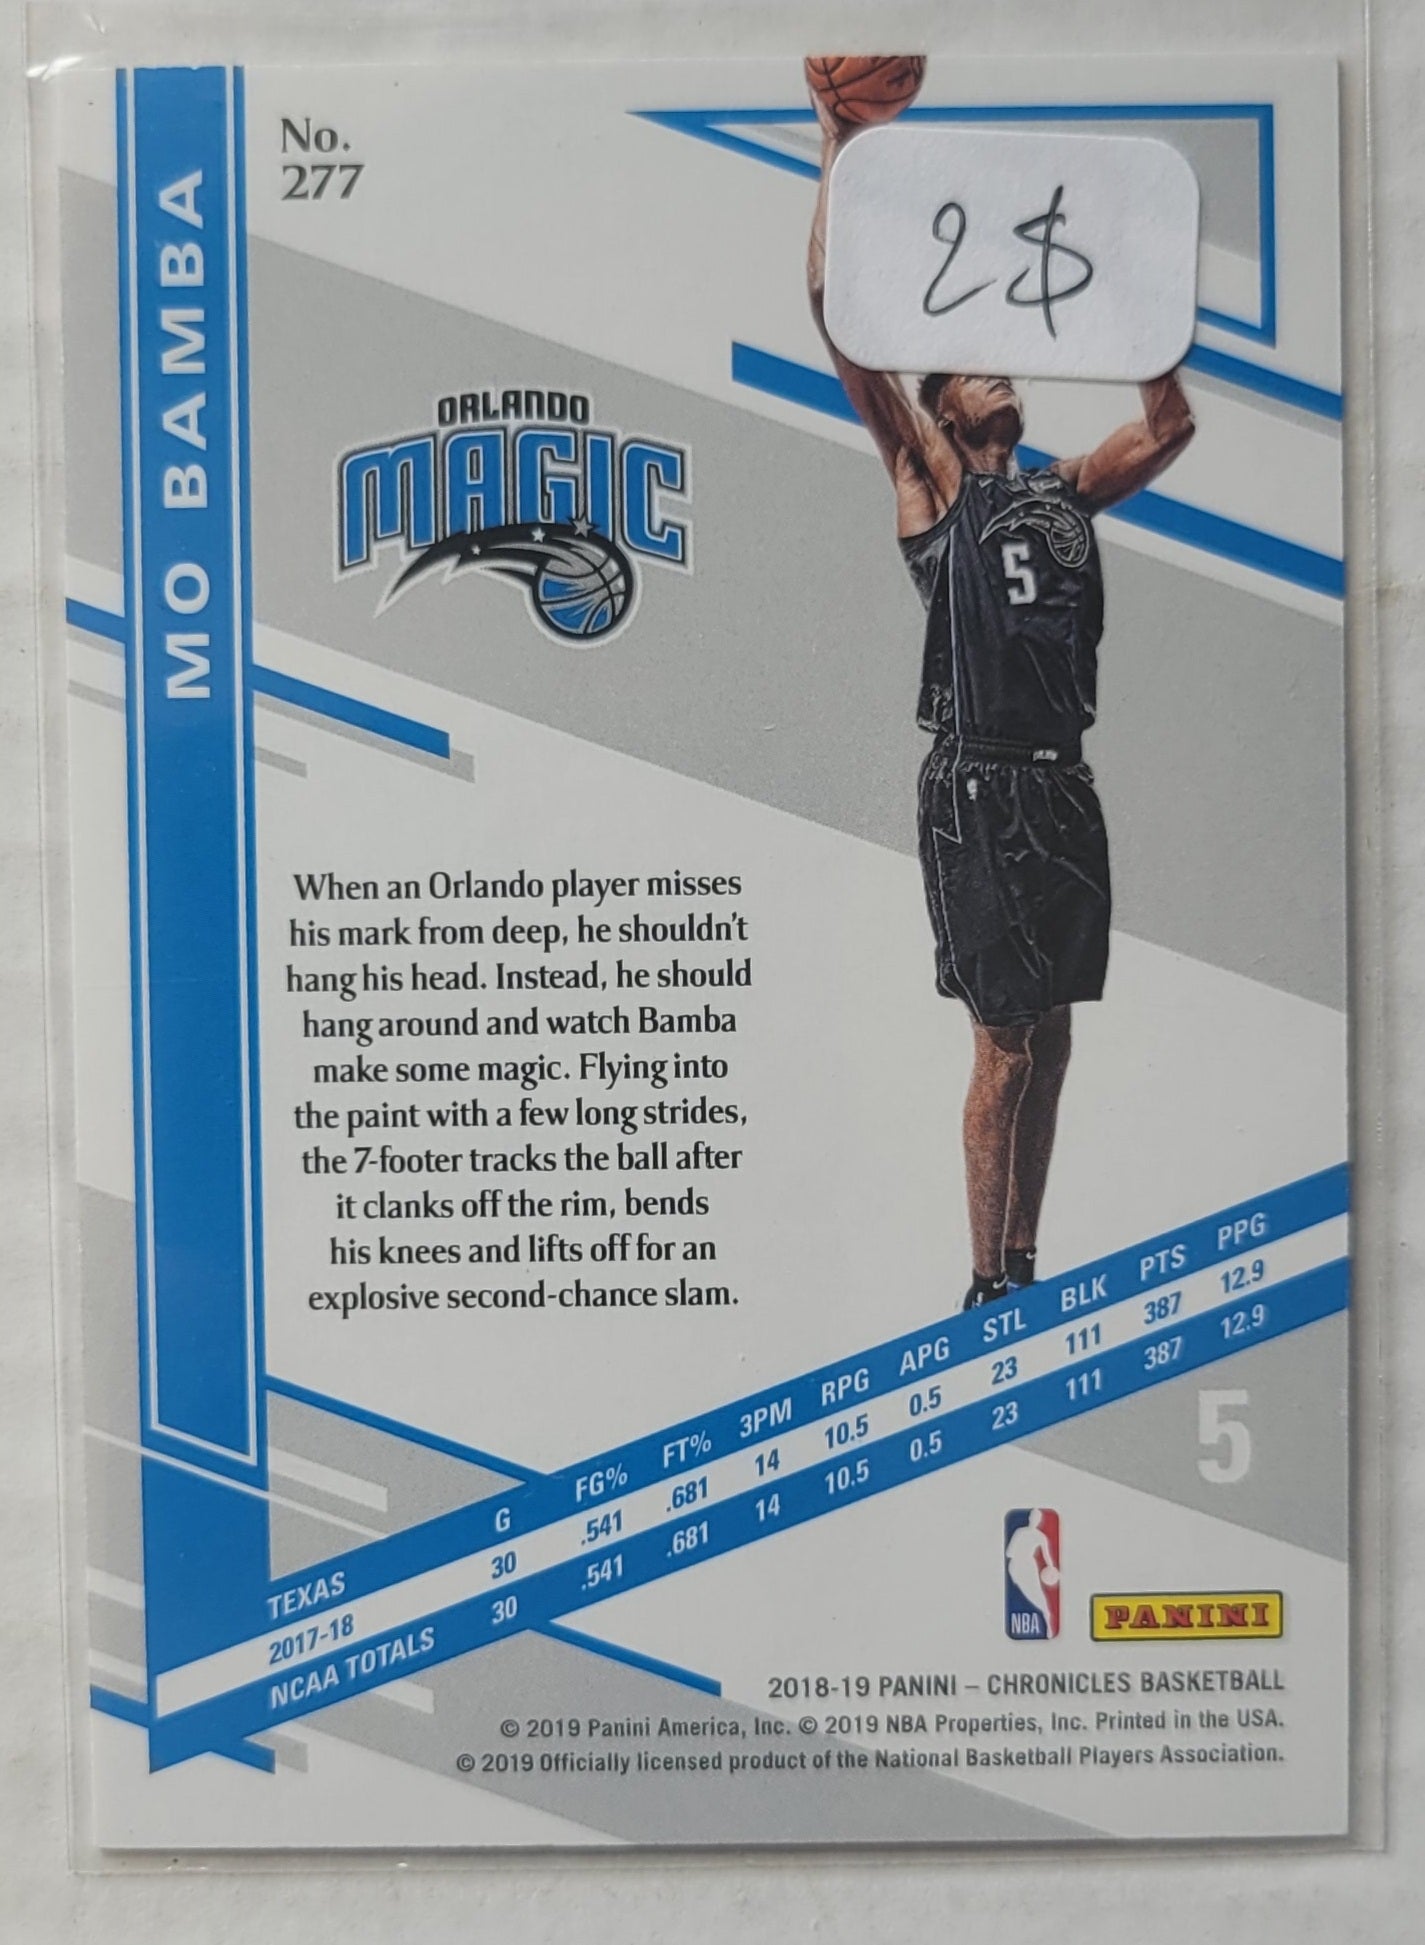 No.
277
2$
MO BAMBA
ORLANDO
MAGIC
5
When an Orlando player misses
his mark from deep, he shouldn't
hang his head. Instead, he should
hang around and watch Bamba
make some magic. Flying into
the paint with a few long strides,
the 7-footer tracks the ball after
it clanks off the rim, bends
his knees and lifts off for an
explosive second-chance slam.
TEXAS G FG% FT% 3PM RPG APG STL BLK PTS PPG
2017-18 30 .541 .681 14 10.5 0.5 23 111 387 12.9
NCAA TOTALS 30 .541 .681 14 10.5 0.5 23 111 387 12.9
5
NBA
PANINI
2018-19 PANINI – CHRONICLES BASKETBALL
© 2019 Panini America, Inc. © 2019 NBA Properties, Inc. Printed in the USA.
© 2019 Officially licensed product of the National Basketball Players Association.